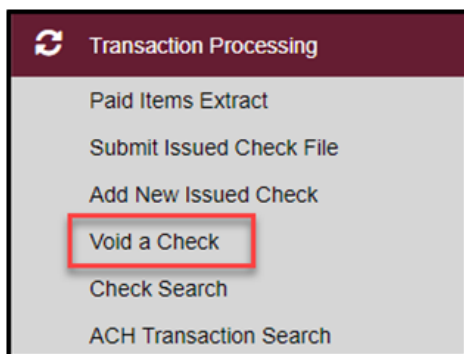 Transaction Processing
Paid Items Extract
Submit Issued Check File
Add New Issued Check
Void a Check
Check Search
ACH Transaction Search